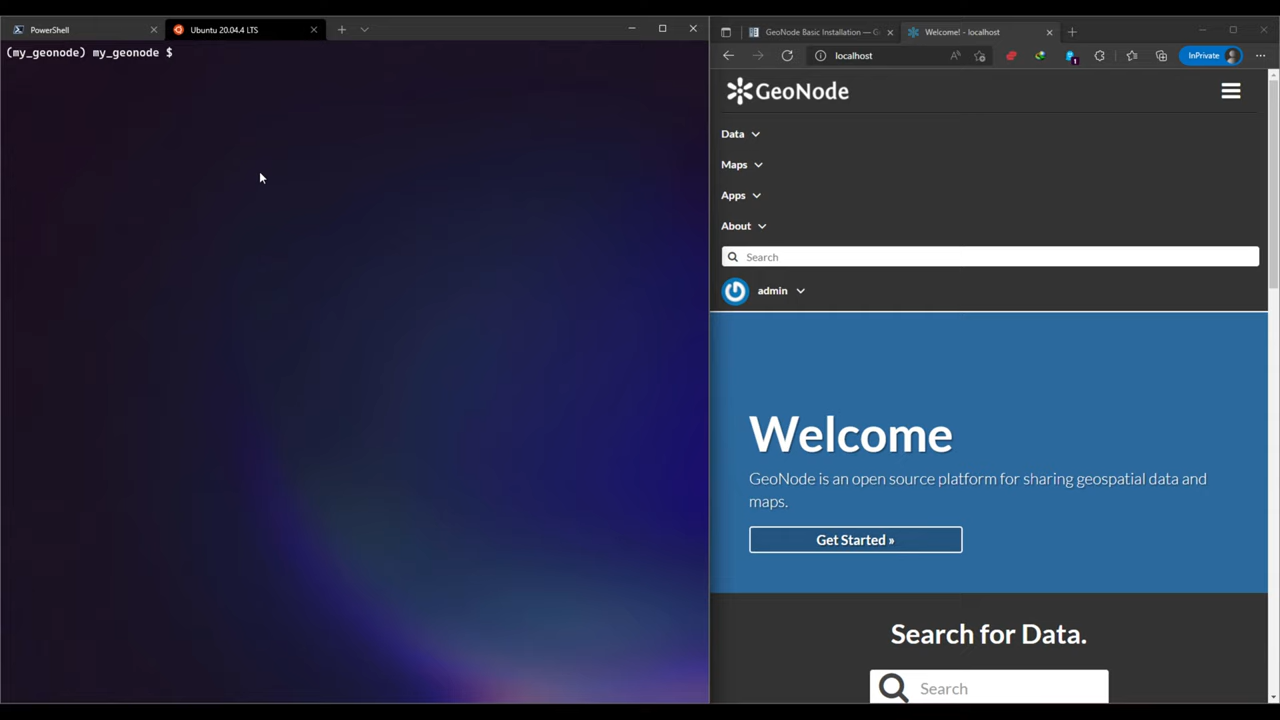 PowerShell
Ubuntu 20.04.4 LTS
(my_geonode) my_geonode $
GeoNode Basic Installation — G
Welcome! - localhost
localhost
InPrivate
GeoNode
Data
Maps
Apps
About
Search
admin
Welcome
GeoNode is an open source platform for sharing geospatial data and
maps.
Get Started »
Search for Data.
Search